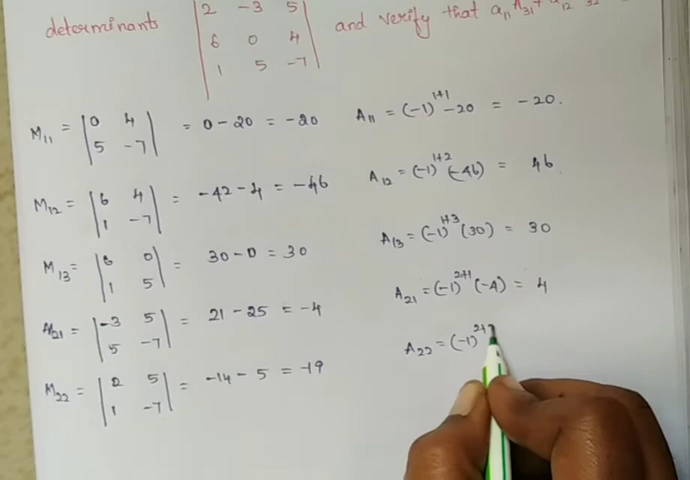 determinants |2 -3 5| and verify that a₁₁A₃₁ +
|6 0 4|
|1 5 -7|
M₁₁ = |0 4| = 0 - 20 = -20 A₁₁ = (-1)¹⁺¹ -20 = -20.
|5 -7|
M₁₂ = |6 4| = -42 - 4 = -46 A₁₂ = (-1)¹⁺² (-46) = 46
|1 -7|
M₁₃ = |6 0| = 30 - 0 = 30 A₁₃ = (-1)¹⁺³ (30) = 30
|1 5|
M₂₁ = |-3 5| = 21 - 25 = -4 A₂₁ = (-1)²⁺¹ (-4) = 4
|5 -7|
M₂₂ = |2 5| = -14 - 5 = -19 A₂₂ = (-1)²⁺
|1 -7|